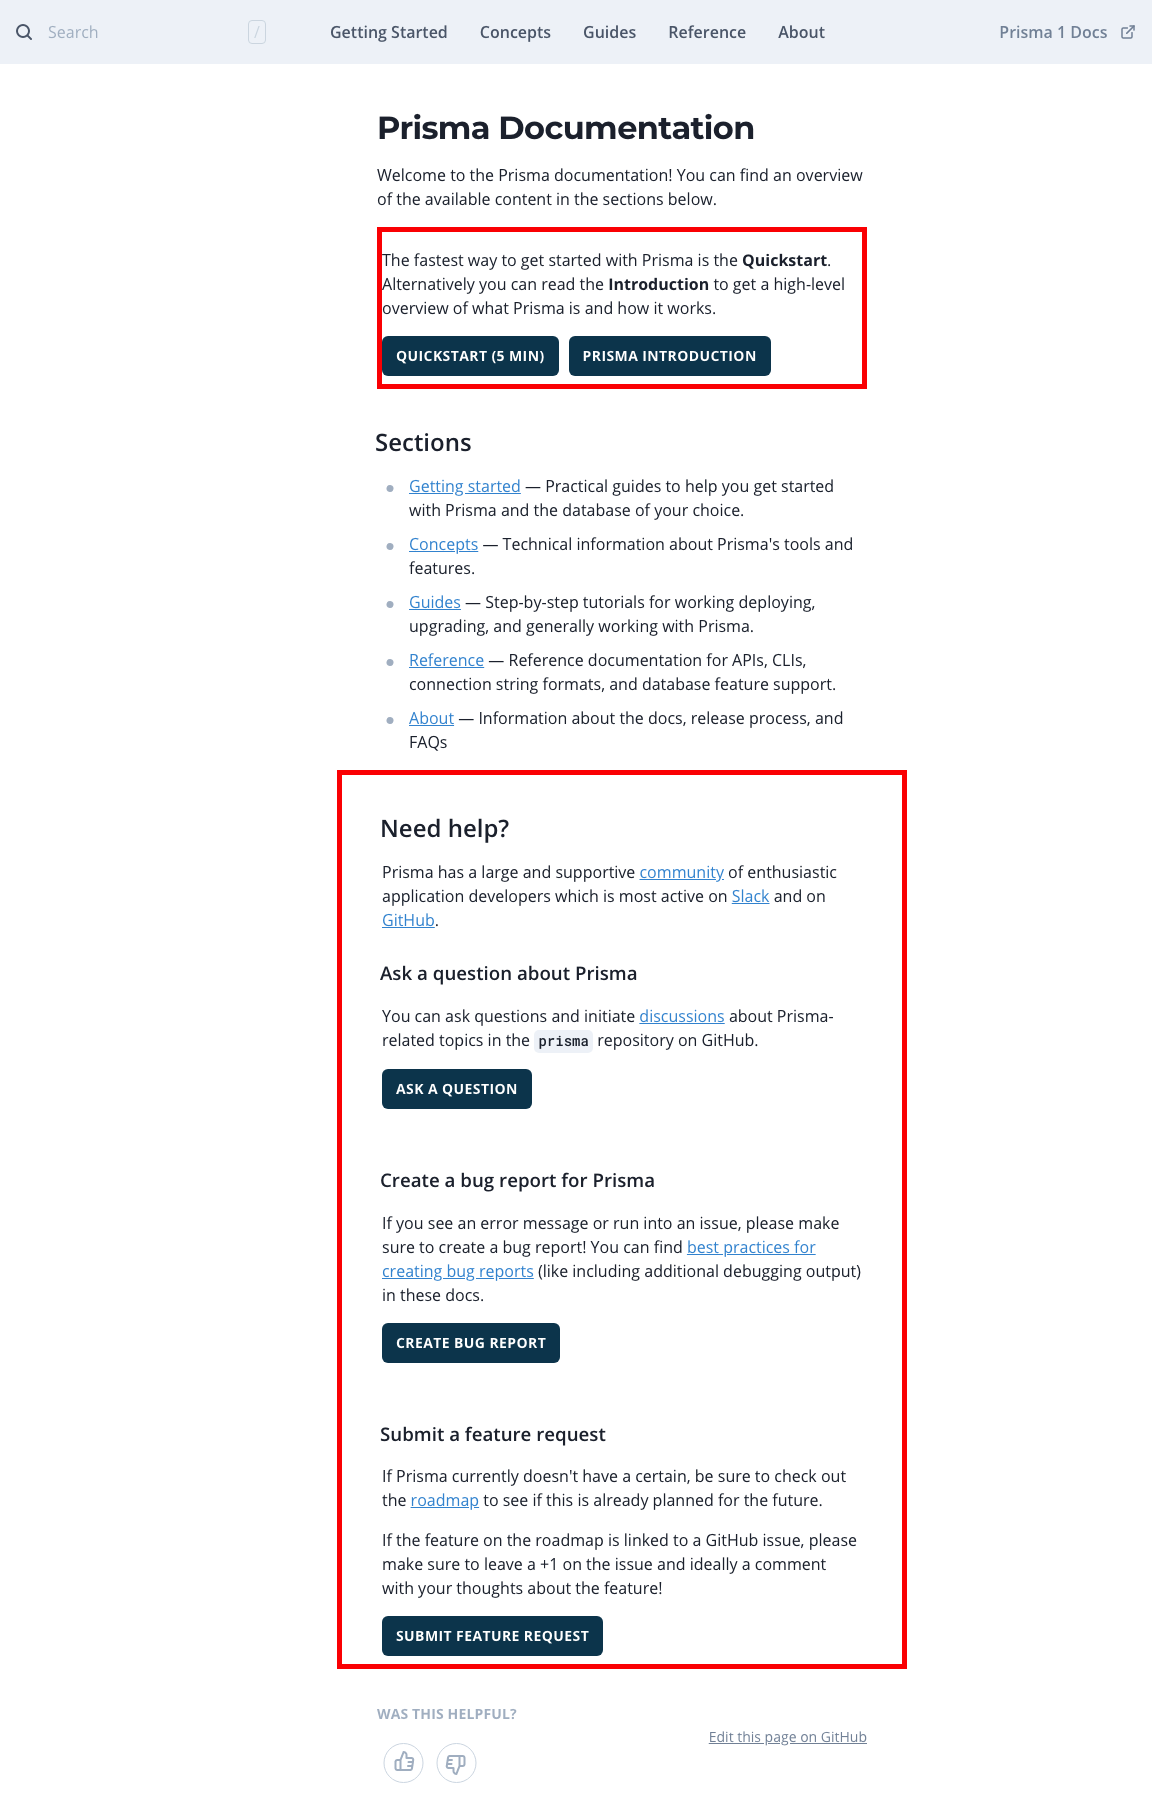 Search
/
Getting Started
Concepts
Guides
Reference
About
Prisma 1 Docs
Prisma Documentation
Welcome to the Prisma documentation! You can find an overview
of the available content in the sections below.
The fastest way to get started with Prisma is the Quickstart.
Alternatively you can read the Introduction to get a high-level
overview of what Prisma is and how it works.
QUICKSTART (5 MIN)
PRISMA INTRODUCTION
Sections
Getting started — Practical guides to help you get started
with Prisma and the database of your choice.
Concepts — Technical information about Prisma's tools and
features.
Guides — Step-by-step tutorials for working deploying,
upgrading, and generally working with Prisma.
Reference — Reference documentation for APIs, CLIs,
connection string formats, and database feature support.
About — Information about the docs, release process, and
FAQs
Need help?
Prisma has a large and supportive community of enthusiastic
application developers which is most active on Slack and on
GitHub.
Ask a question about Prisma
You can ask questions and initiate discussions about Prisma-
related topics in the prisma repository on GitHub.
ASK A QUESTION
Create a bug report for Prisma
If you see an error message or run into an issue, please make
sure to create a bug report! You can find best practices for
creating bug reports (like including additional debugging output)
in these docs.
CREATE BUG REPORT
Submit a feature request
If Prisma currently doesn't have a certain, be sure to check out
the roadmap to see if this is already planned for the future.
If the feature on the roadmap is linked to a GitHub issue, please
make sure to leave a +1 on the issue and ideally a comment
with your thoughts about the feature!
SUBMIT FEATURE REQUEST
WAS THIS HELPFUL?
Edit this page on GitHub